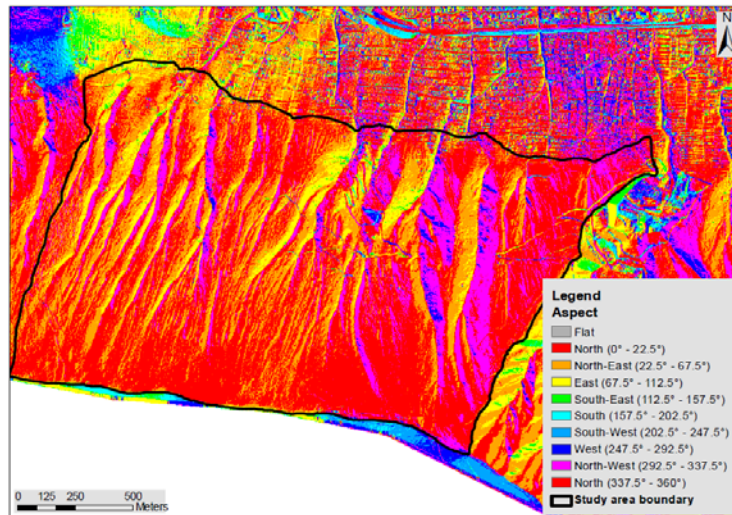 N
Legend
Aspect
Flat
North (0° - 22.5°)
North-East (22.5° - 67.5°)
East (67.5° - 112.5°)
South-East (112.5° - 157.5°)
South (157.5° - 202.5°)
South-West (202.5° - 247.5°)
West (247.5° - 292.5°)
North-West (292.5° - 337.5°)
North (337.5° - 360°)
Study area boundary
0 125 250 500
Meters